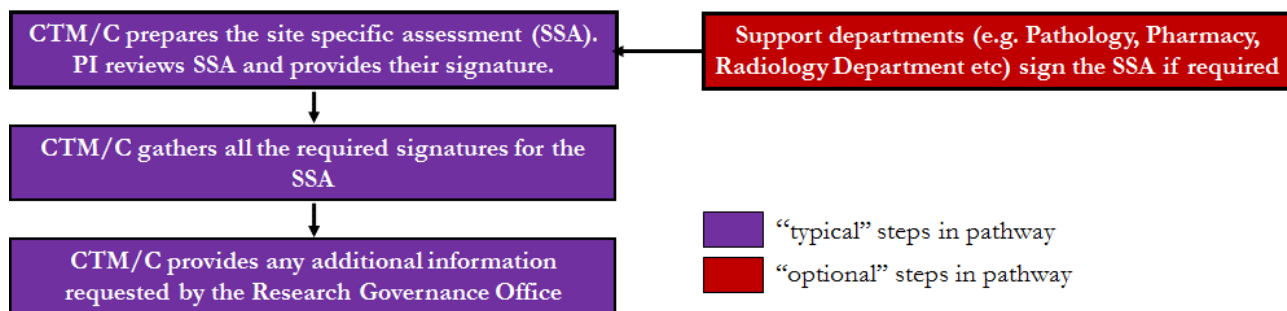 CTM/C prepares the site specific assessment (SSA).
PI reviews SSA and provides their signature.
Support departments (e.g. Pathology, Pharmacy,
Radiology Department etc) sign the SSA if required
CTM/C gathers all the required signatures for the
SSA
CTM/C provides any additional information
requested by the Research Governance Office
“typical” steps in pathway
“optional” steps in pathway